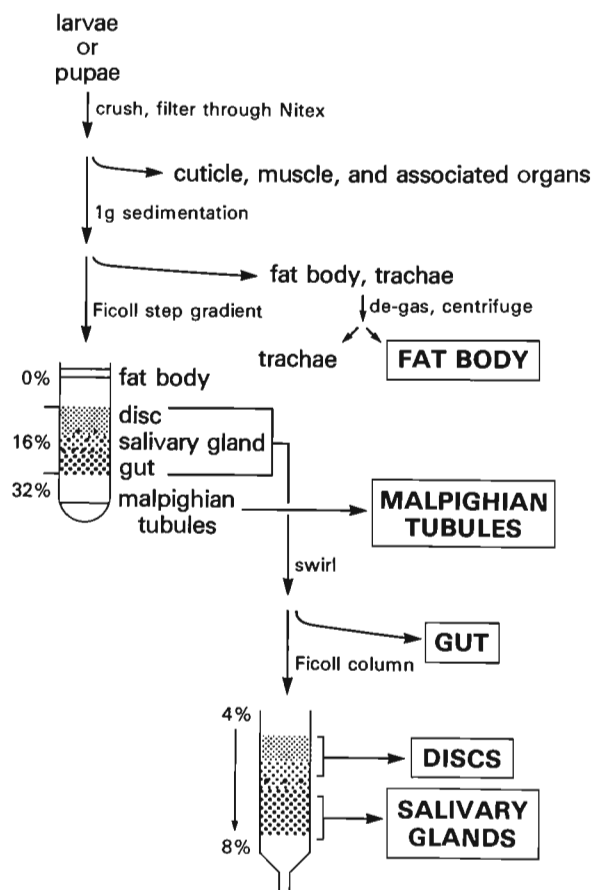 larvae
or
pupae
crush, filter through Nitex
cuticle, muscle, and associated organs
1g sedimentation
fat body, trachae
Ficoll step gradient
de-gas, centrifuge
trachae
FAT BODY
0%
fat body
disc
16%
salivary gland
gut
32%
malpighian
tubules
MALPIGHIAN
TUBULES
swirl
GUT
Ficoll column
4%
DISCS
SALIVARY
GLANDS
8%